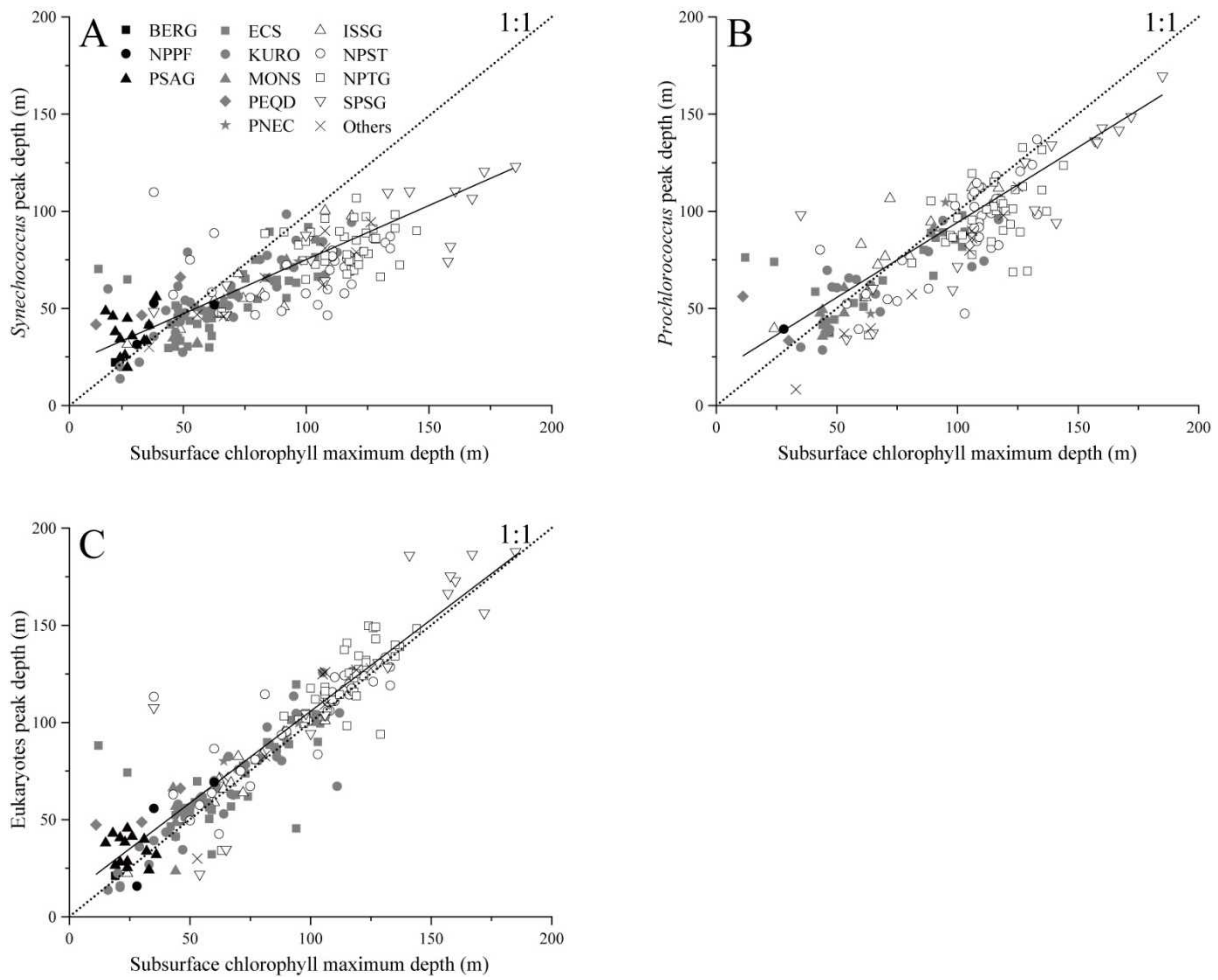 A
1:1
BERG
ECS
ISSG
NPPF
KURO
NPST
PSAG
MONS
NPTG
PEQD
SPSG
PNEC
Others
200
150
100
50
0
Synechococcus peak depth (m)
0 50 100 150 200
Subsurface chlorophyll maximum depth (m)
B
1:1
200
150
100
50
0
Prochlorococcus peak depth (m)
0 50 100 150 200
Subsurface chlorophyll maximum depth (m)
C
1:1
200
150
100
50
0
Eukaryotes peak depth (m)
0 50 100 150 200
Subsurface chlorophyll maximum depth (m)